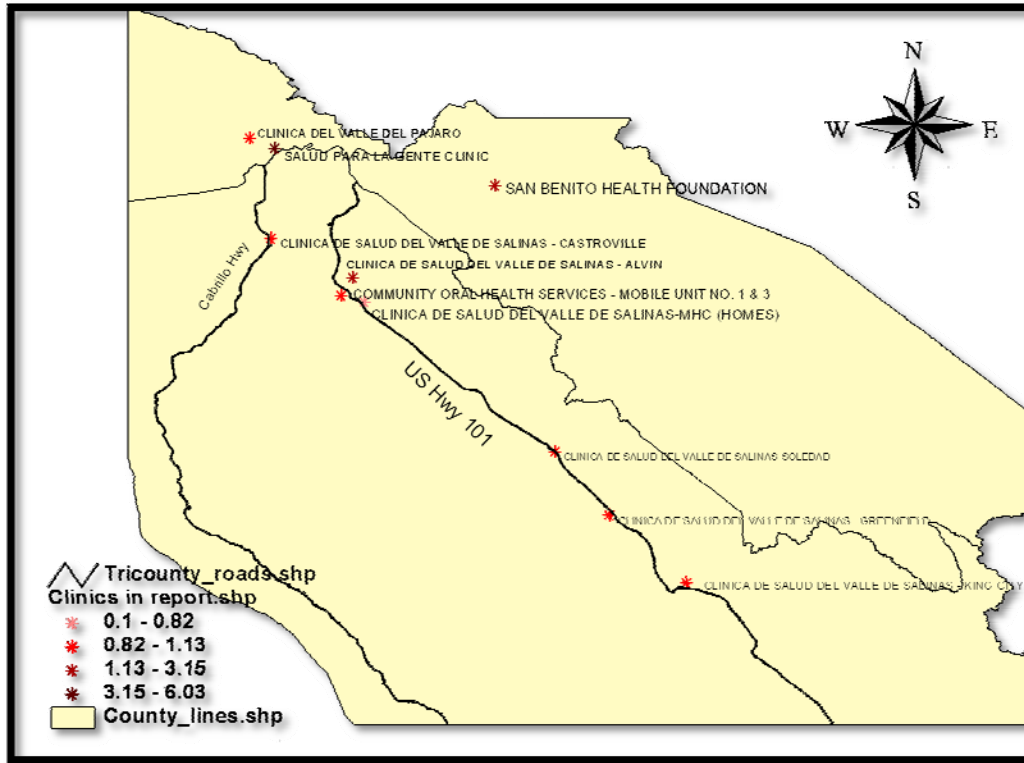 N
W E
S
CLINICA DEL VALLE DEL PAJARO
SALUD PARA LA GENTE CLINIC
SAN BENITO HEALTH FOUNDATION
CLINICA DE SALUD DEL VALLE DE SALINAS - CASTROVILLE
Cabrillo Hwy
CLINICA DE SALUD DEL VALLE DE SALINAS - ALVIN
COMMUNITY ORAL HEALTH SERVICES - MOBILE UNIT NO. 1 & 3
CLINICA DE SALUD DEL VALLE DE SALINAS-MHC (HOMES)
US Hwy 101
CLINICA DE SALUD DEL VALLE DE SALINAS SOLEDAD
CLINICA DE SALUD DEL VALLE DE SALINAS - GREENFIELD
CLINICA DE SALUD DEL VALLE DE SALINAS - KING CITY
Tricounty_roads.shp
Clinics in report.shp
0.1 - 0.82
0.82 - 1.13
1.13 - 3.15
3.15 - 6.03
County_lines.shp